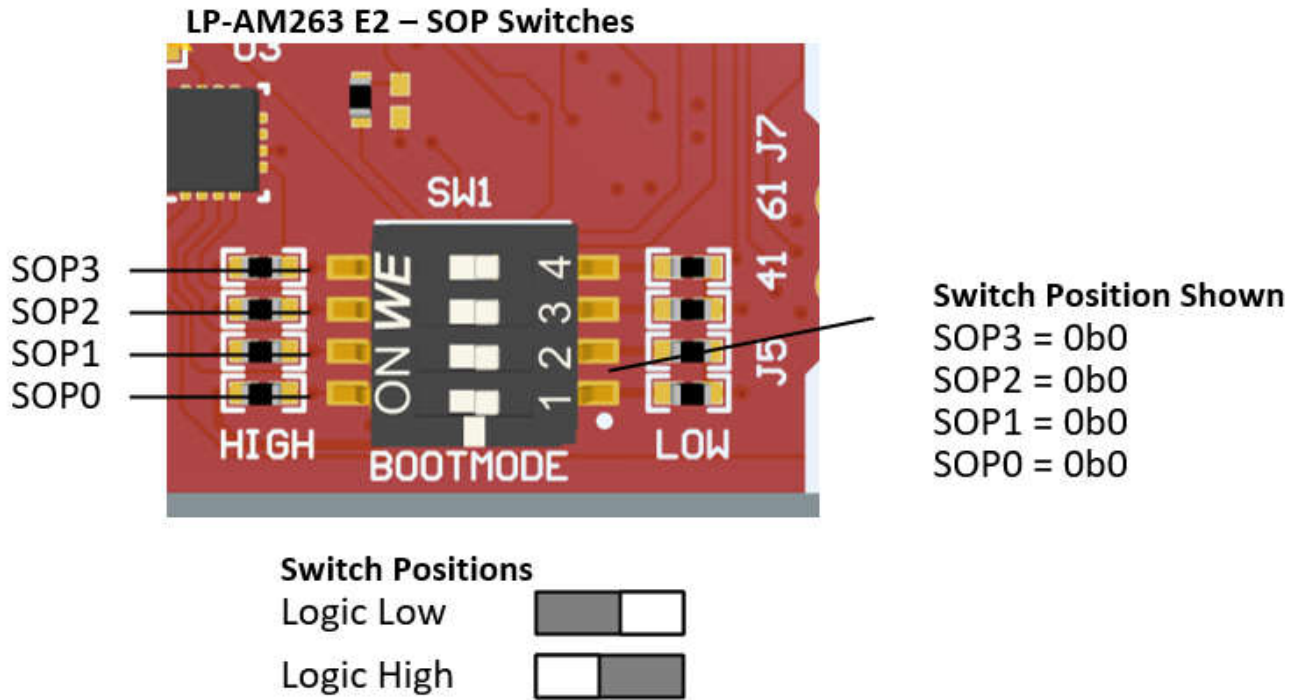 LP-AM263 E2 – SOP Switches
U3
SW1
J7
61
41
J5
SOP3
SOP2
SOP1
SOP0
ON WE
4
3
2
1
HIGH
BOOTMODE
LOW
Switch Position Shown
SOP3 = 0b0
SOP2 = 0b0
SOP1 = 0b0
SOP0 = 0b0
Switch Positions
Logic Low
Logic High